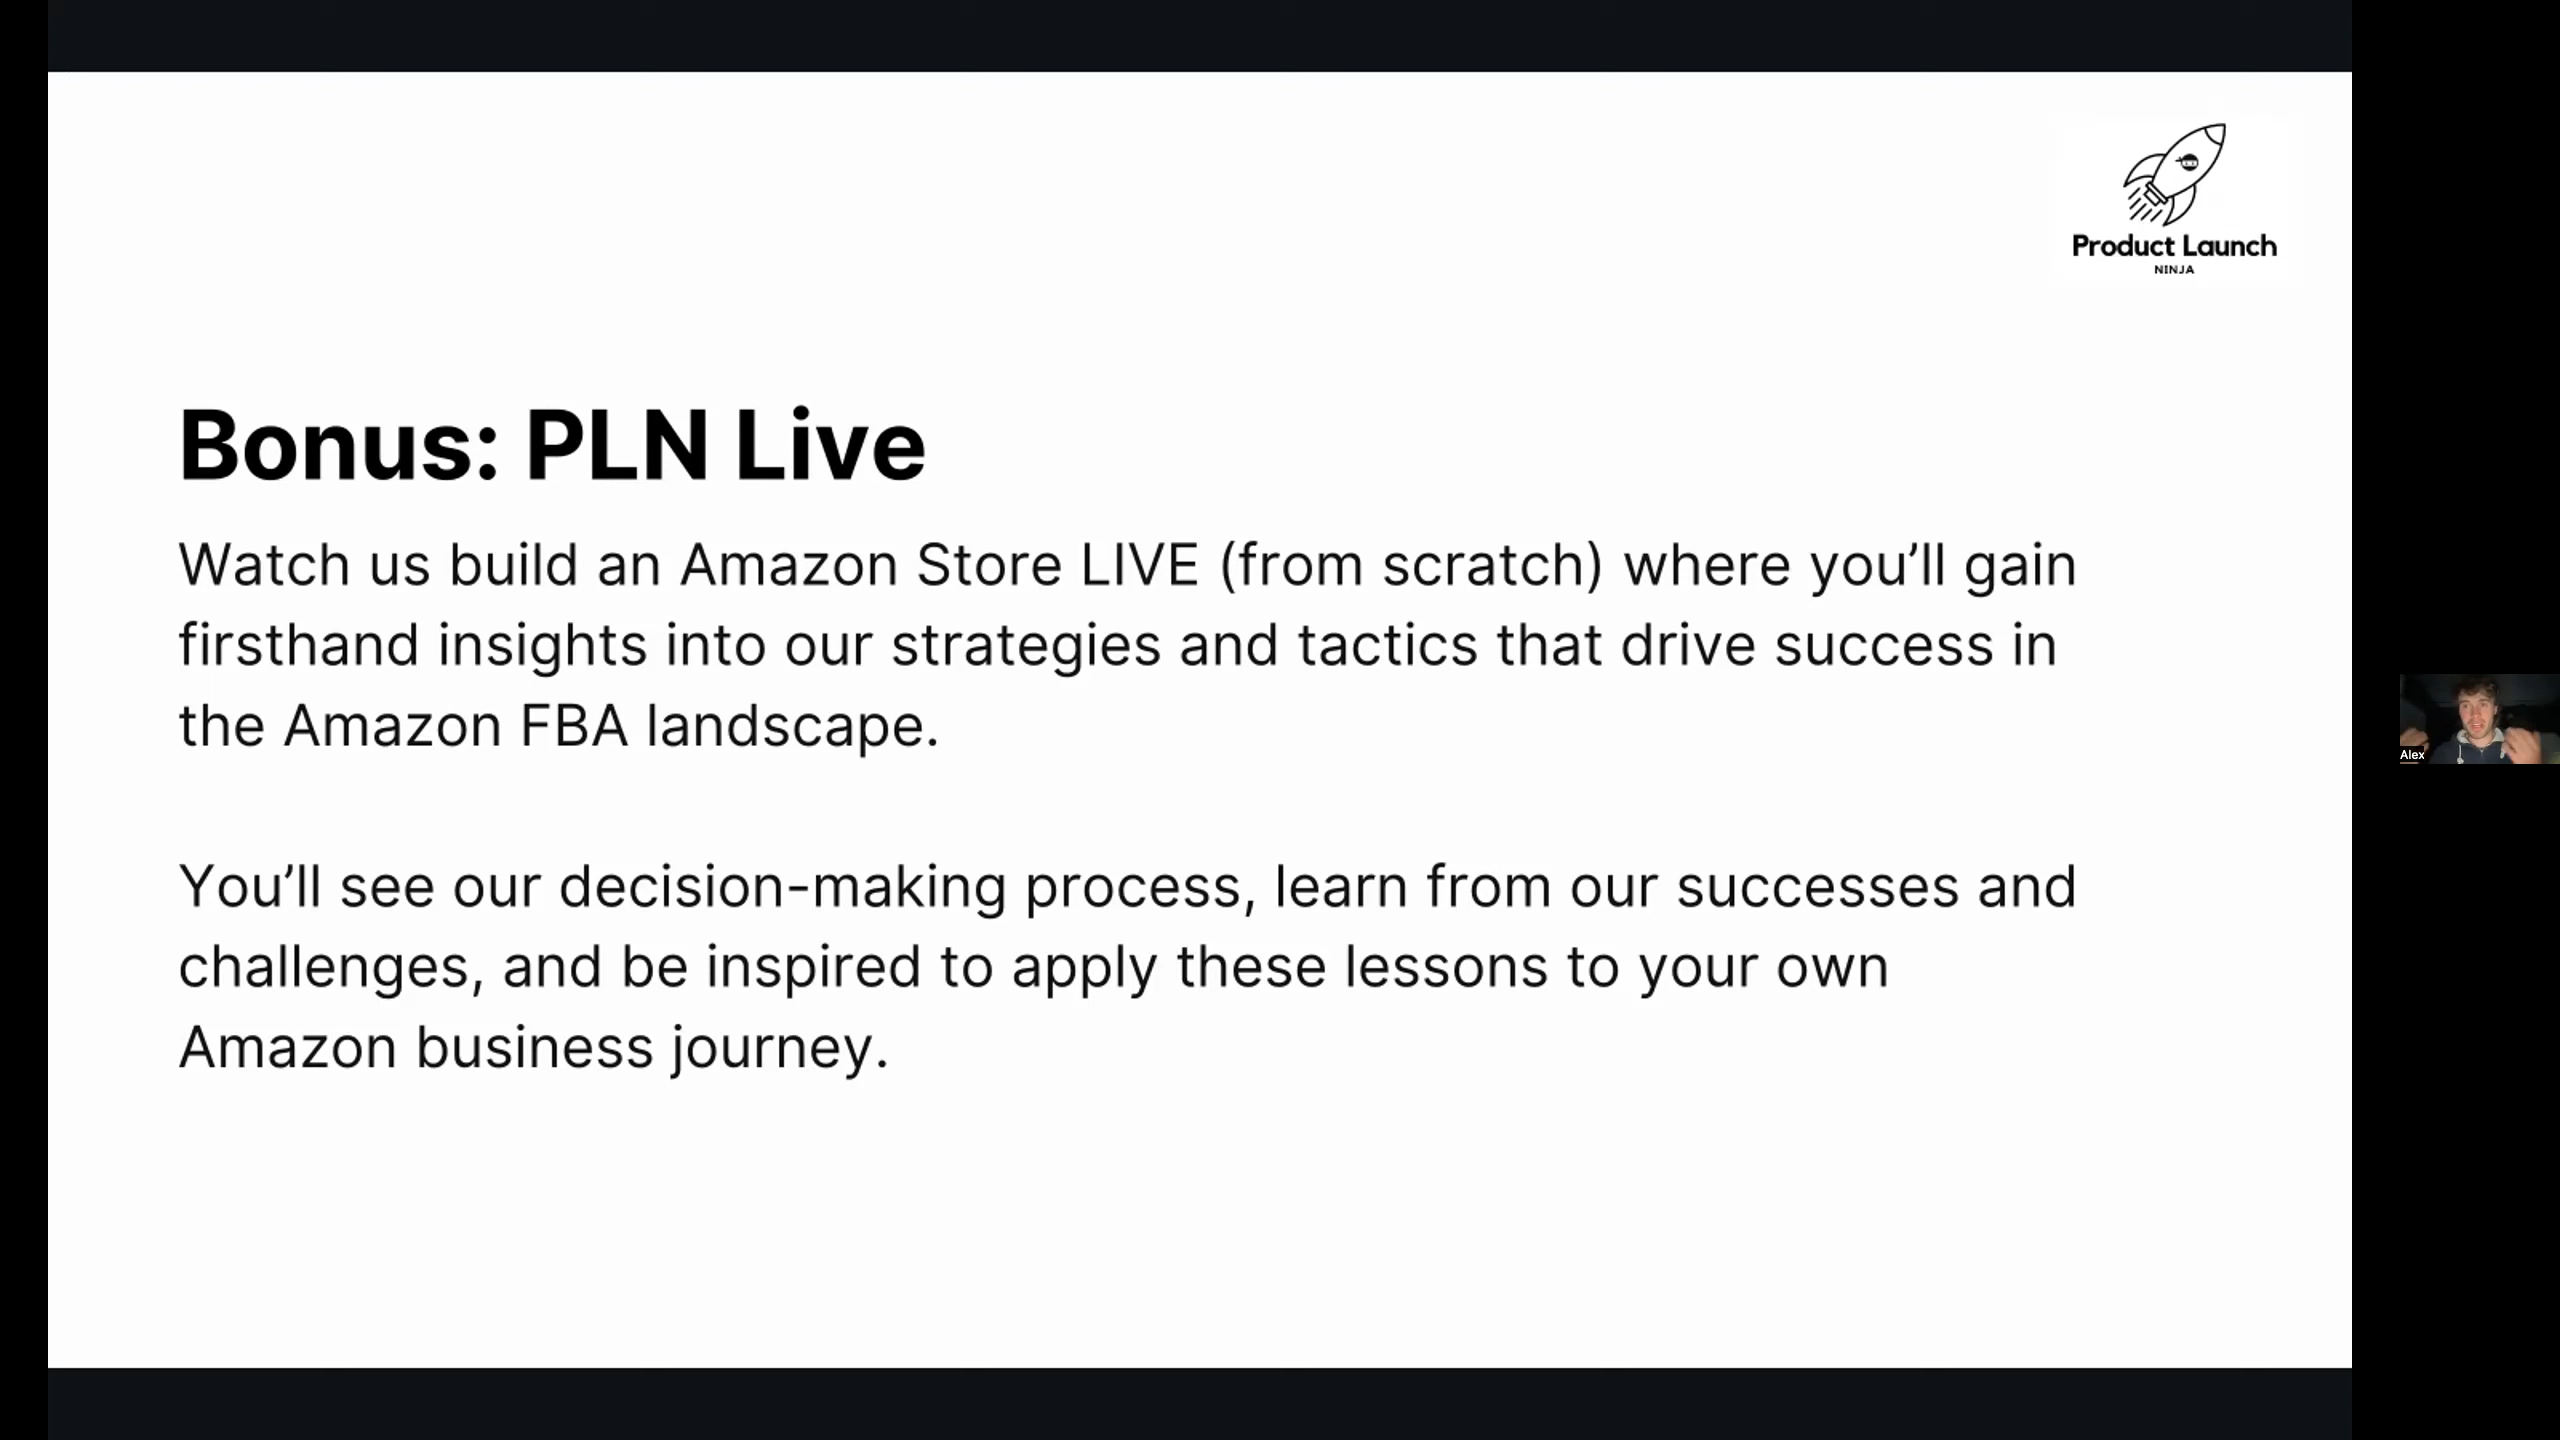 Product Launch
NINJA
Bonus: PLN Live
Watch us build an Amazon Store LIVE (from scratch) where you’ll gain
firsthand insights into our strategies and tactics that drive success in
the Amazon FBA landscape.
You’ll see our decision-making process, learn from our successes and
challenges, and be inspired to apply these lessons to your own
Amazon business journey.
Alex